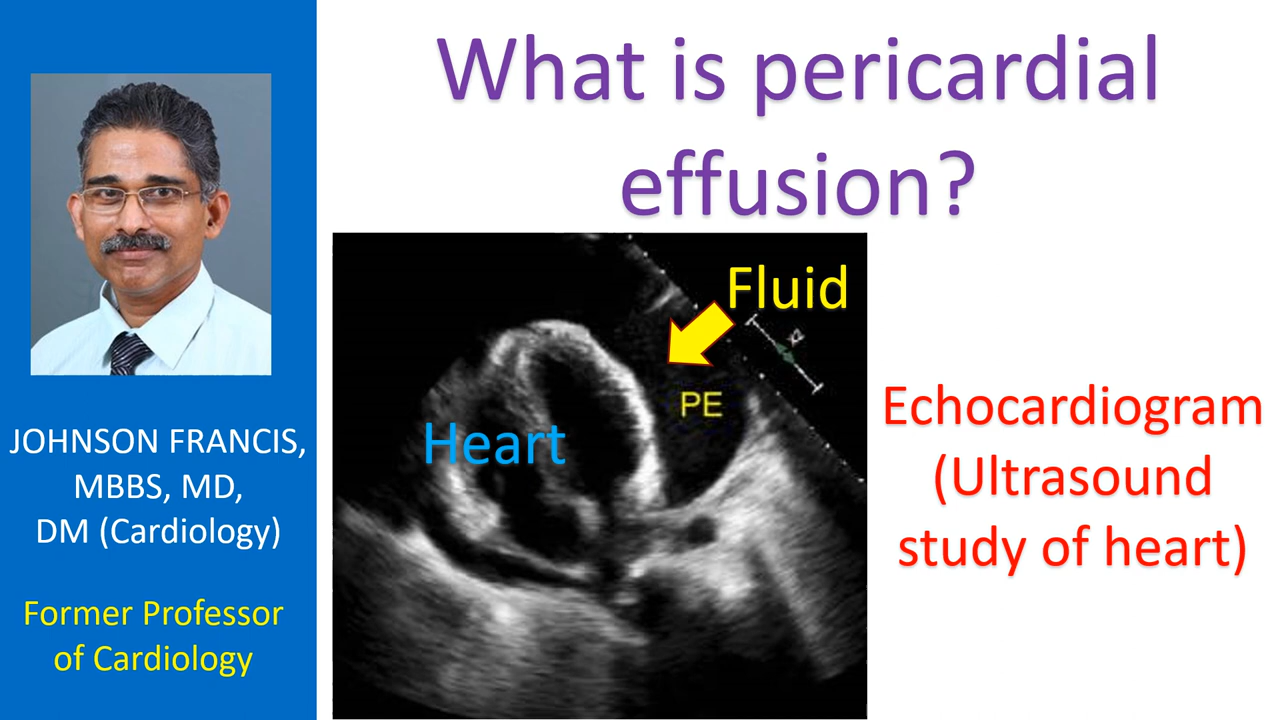 What is pericardial
effusion?
JOHNSON FRANCIS,
MBBS, MD,
DM (Cardiology)
Former Professor
of Cardiology
Fluid
PE
Heart
Echocardiogram
(Ultrasound
study of heart)